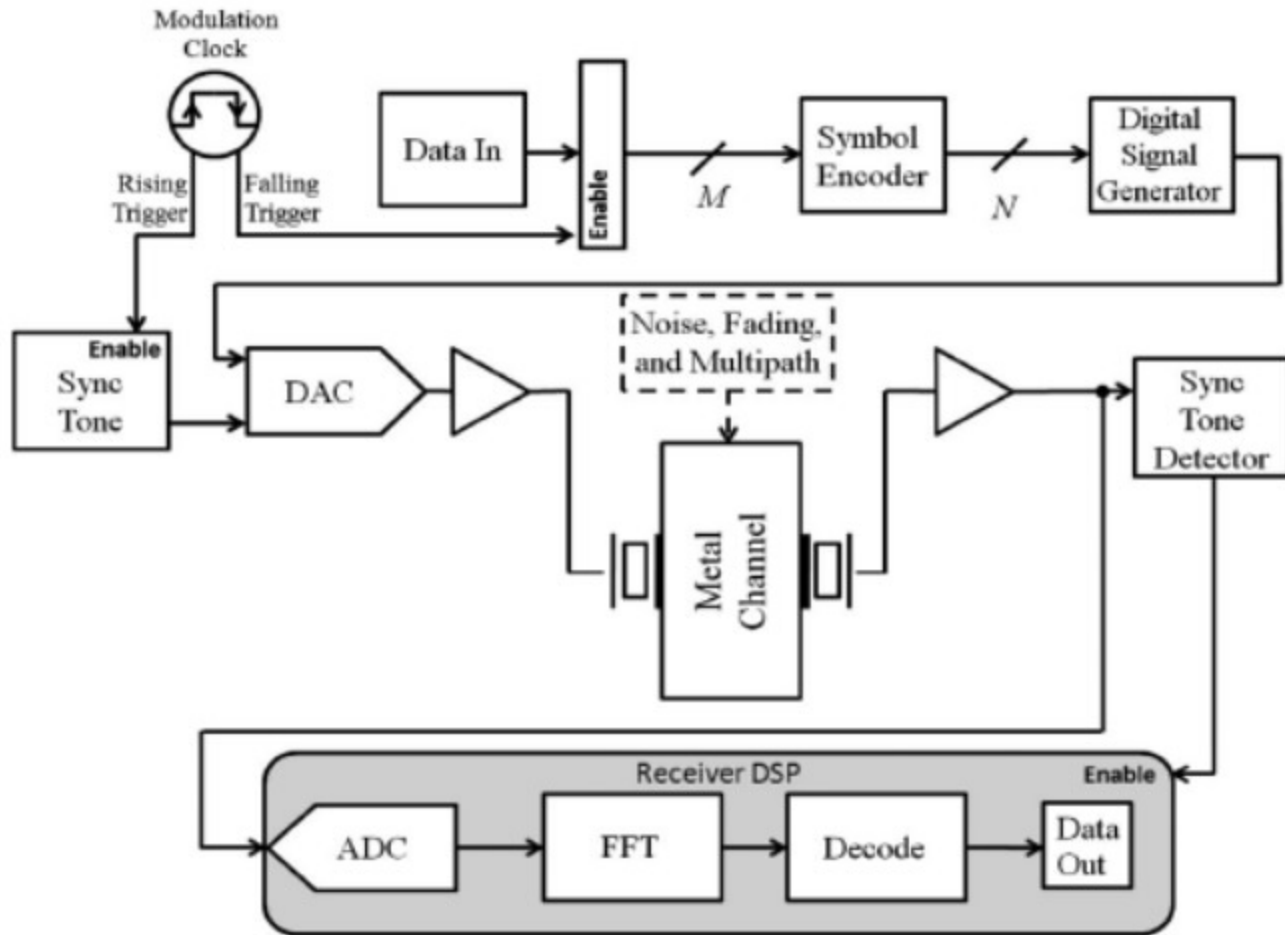 Modulation
Clock
Rising
Trigger
Falling
Trigger
Data In
Enable
M
Symbol
Encoder
N
Digital
Signal
Generator
Enable
Sync
Tone
DAC
Noise, Fading,
and Multipath
Metal
Channel
Sync
Tone
Detector
Receiver DSP
Enable
ADC
FFT
Decode
Data
Out